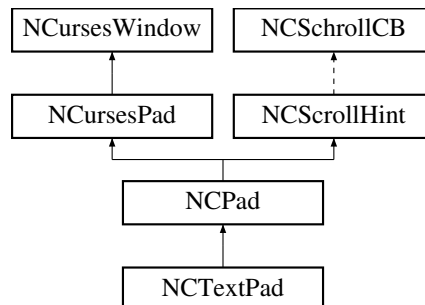 NCursesWindow
NCSchrollCB
NCursesPad
NCScrollHint
NCPad
NCTextPad